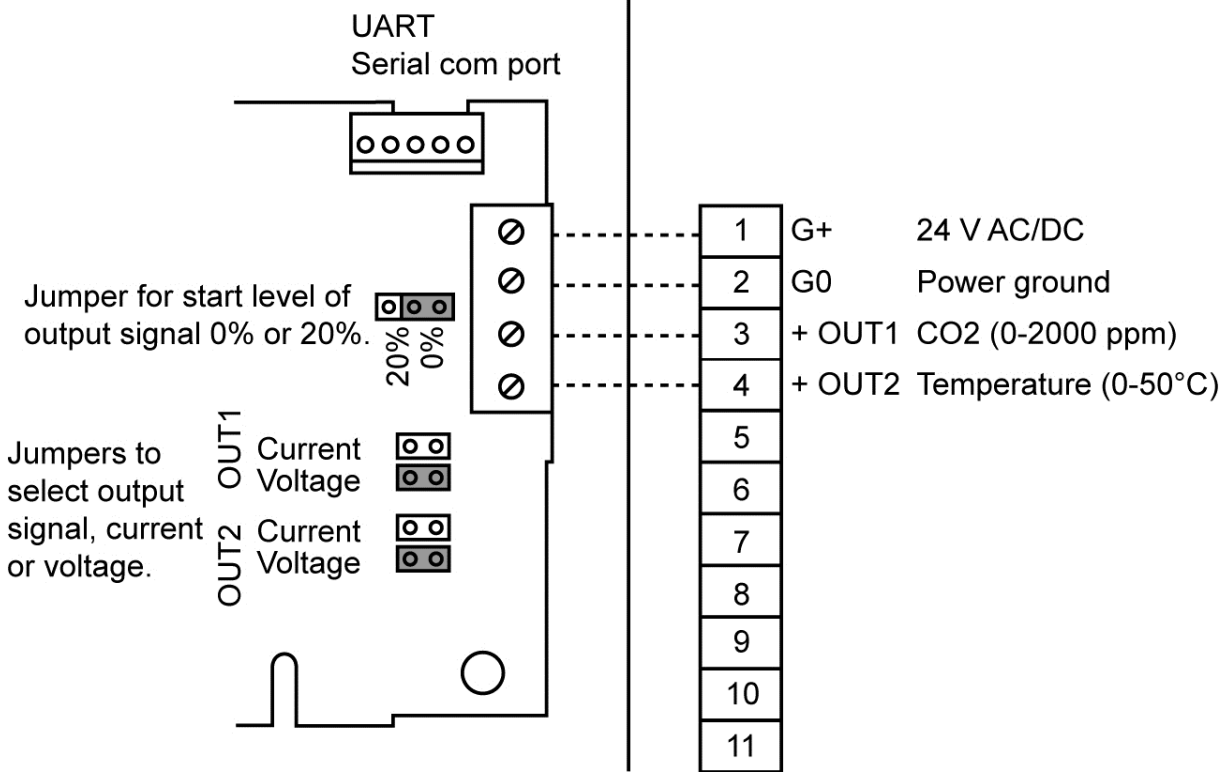 UART
Serial com port
Jumper for start level of
output signal 0% or 20%.
20%
0%
Jumpers to
select output
signal, current
or voltage.
OUT1
Current
Voltage
OUT2
Current
Voltage
1 G+ 24 V AC/DC
2 G0 Power ground
3 + OUT1 CO2 (0-2000 ppm)
4 + OUT2 Temperature (0-50°C)
5
6
7
8
9
10
11